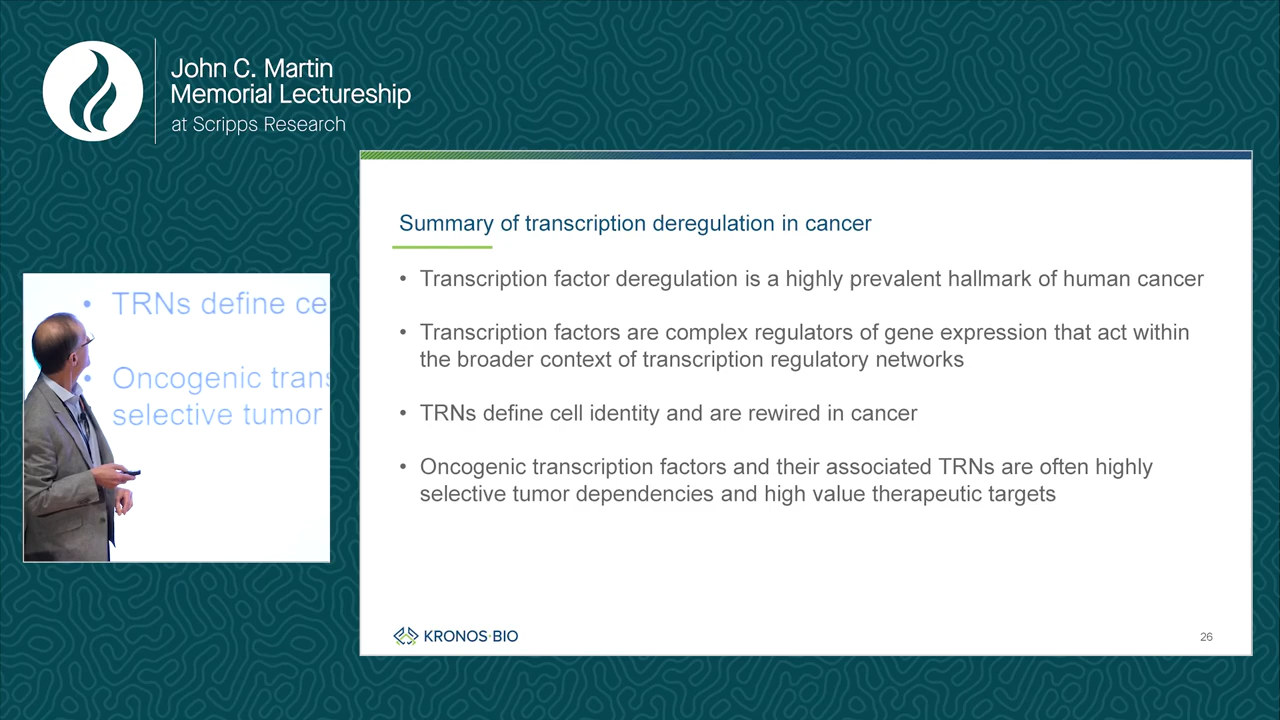 John C. Martin
Memorial Lectureship
at Scripps Research
Summary of transcription deregulation in cancer
• Transcription factor deregulation is a highly prevalent hallmark of human cancer
• Transcription factors are complex regulators of gene expression that act within
the broader context of transcription regulatory networks
• TRNs define cell identity and are rewired in cancer
• Oncogenic transcription factors and their associated TRNs are often highly
selective tumor dependencies and high value therapeutic targets
KRONOS·BIO
26
• TRNs define ce
• Oncogenic trans
selective tumor